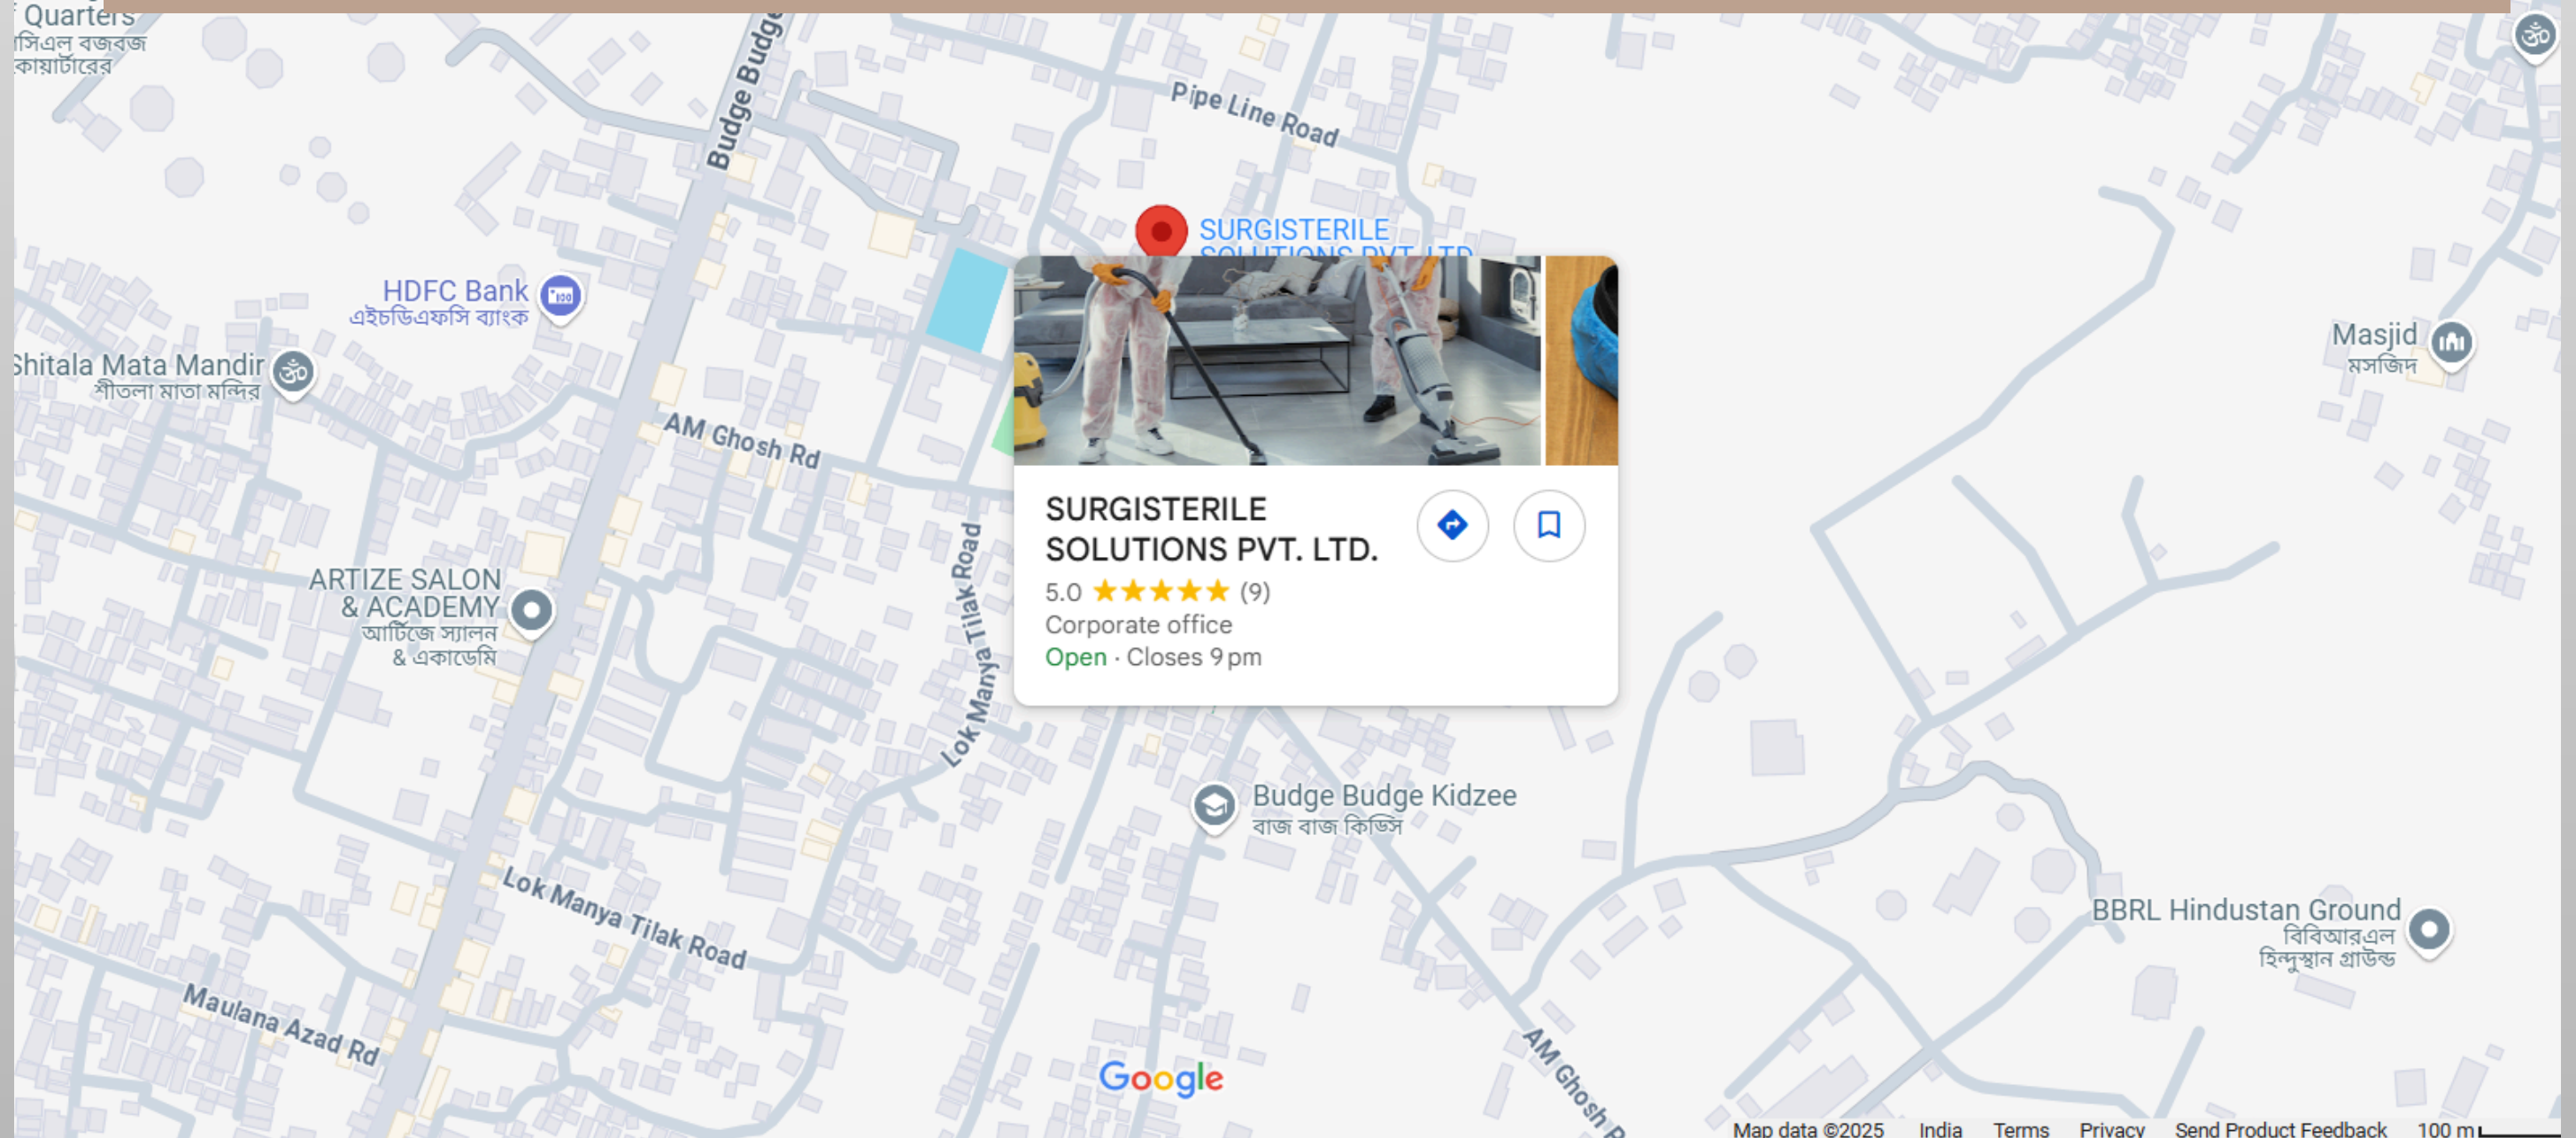 Quarters
সিএল বজবজ
কোয়ার্টারের
Budge Budge
Pipe Line Road
SURGISTERILE
SOLUTIONS PVT. LTD.
HDFC Bank
এইচডিএফসি ব্যাংক
Shitala Mata Mandir
শীতলা মাতা মন্দির
Masjid
মসজিদ
AM Ghosh Rd
SURGISTERILE
SOLUTIONS PVT. LTD.
5.0 ★★★★★ (9)
Corporate office
Open · Closes 9 pm
Lok Manya Tilak Road
ARTIZE SALON
& ACADEMY
আর্টিজে স্যালন
& একাডেমি
Budge Budge Kidzee
বাজ বাজ কিড্সি
Lok Manya Tilak Road
BBRL Hindustan Ground
বিবিআরএল
হিন্দুস্থান গ্রাউন্ড
Maulana Azad Rd
AM Ghosh R
Google
Map data ©2025 India Terms Privacy Send Product Feedback 100 m